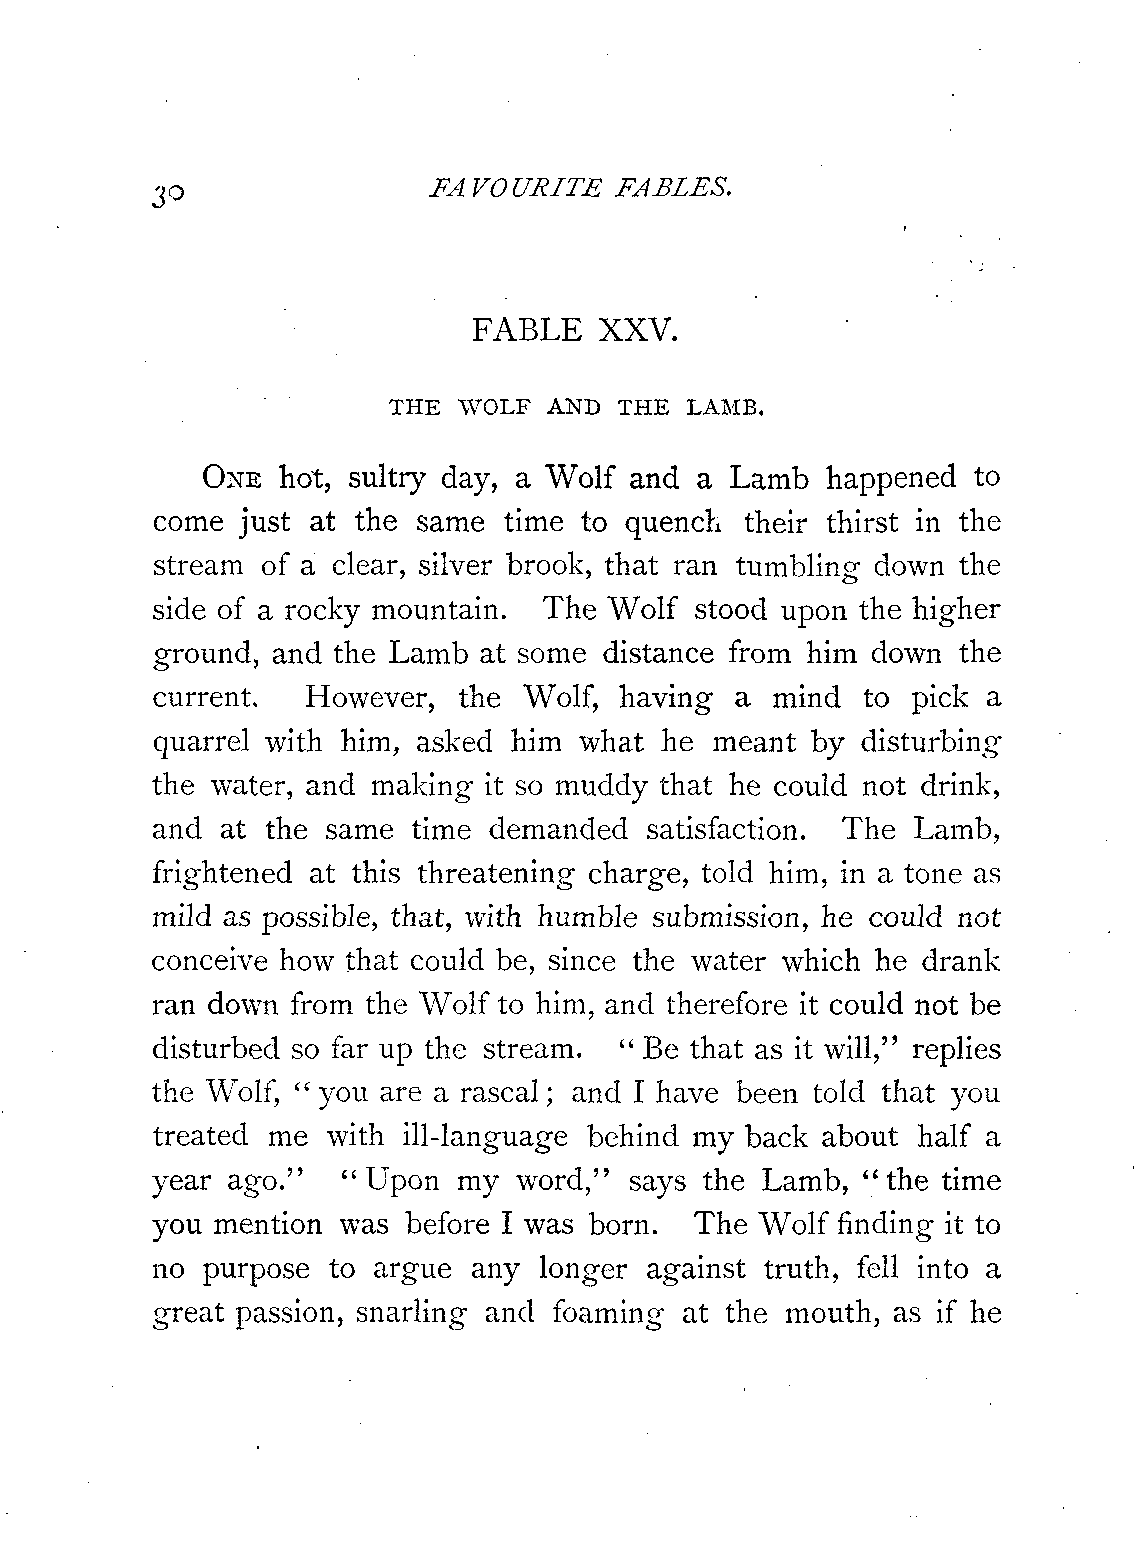 30 FAVOURITE FABLES.
FABLE XXV.
THE WOLF AND THE LAMB.
ONE hot, sultry day, a Wolf and a Lamb happened to
come just at the same time to quench their thirst in the
stream of a clear, silver brook, that ran tumbling down the
side of a rocky mountain. The Wolf stood upon the higher
ground, and the Lamb at some distance from him down the
current. However, the Wolf, having a mind to pick a
quarrel with him, asked him what he meant by disturbing
the water, and making it so muddy that he could not drink,
and at the same time demanded satisfaction. The Lamb,
frightened at this threatening charge, told him, in a tone as
mild as possible, that, with humble submission, he could not
conceive how that could be, since the water which he drank
ran down from the Wolf to him, and therefore it could not be
disturbed so far up the stream. “Be that as it will,” replies
the Wolf, “you are a rascal; and I have been told that you
treated me with ill-language behind my back about half a
year ago.” “Upon my word,” says the Lamb, “the time
you mention was before I was born. The Wolf finding it to
no purpose to argue any longer against truth, fell into a
great passion, snarling and foaming at the mouth, as if he